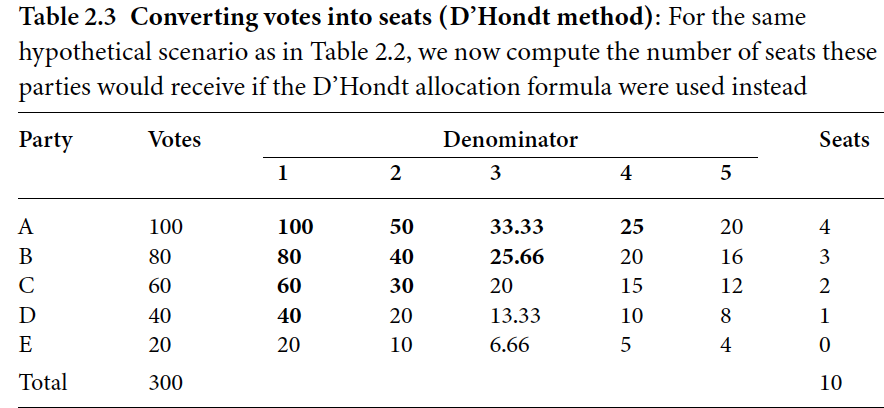 Table 2.3 Converting votes into seats (D’Hondt method): For the same
hypothetical scenario as in Table 2.2, we now compute the number of seats these
parties would receive if the D’Hondt allocation formula were used instead
Party Votes Denominator Seats
1 2 3 4 5
A 100 100 50 33.33 25 20 4
B 80 80 40 25.66 20 16 3
C 60 60 30 20 15 12 2
D 40 40 20 13.33 10 8 1
E 20 20 10 6.66 5 4 0
Total 300 10